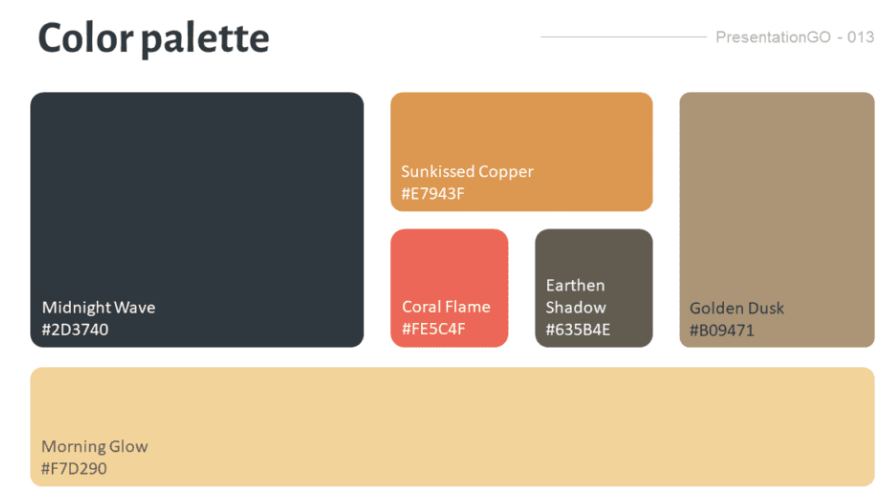 Color palette
PresentationGO - 013
Midnight Wave
#2D3740
Sunkissed Copper
#E7943F
Coral Flame
#FE5C4F
Earthen
Shadow
#635B4E
Golden Dusk
#B09471
Morning Glow
#F7D290